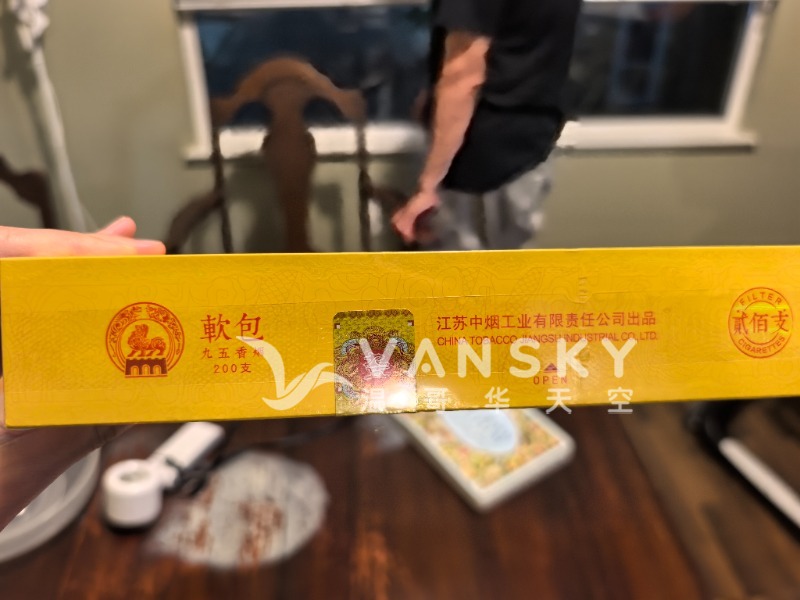 軟包
九五香烟
200支
江苏中烟工业有限责任公司出品
CHINA TOBACCO JIANGSU INDUSTRIAL CO., LTD.
OPEN
FILTER
貳佰支
CIGARETTES
VANSKY
温哥华天空